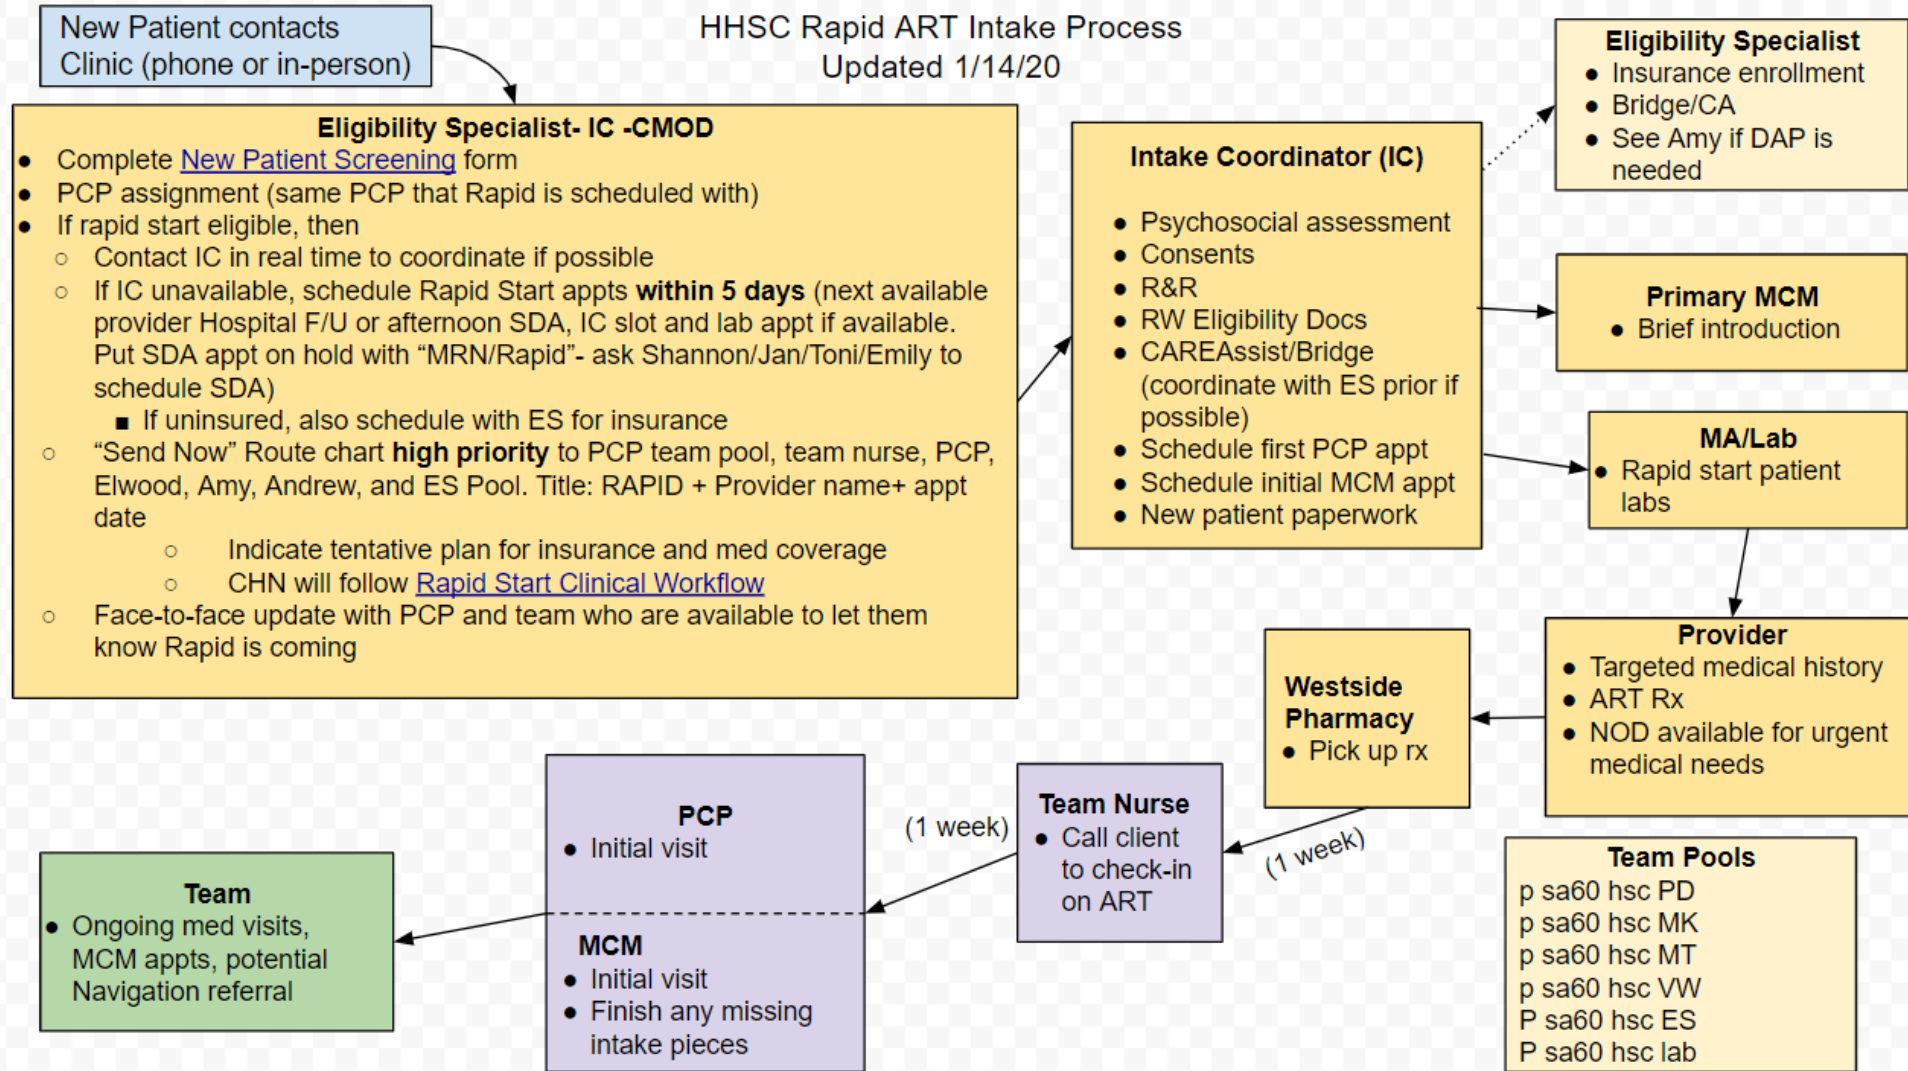 HHSC Rapid ART Intake Process
Updated 1/14/20
New Patient contacts
Clinic (phone or in-person)
Eligibility Specialist- IC -CMOD
● Complete New Patient Screening form
● PCP assignment (same PCP that Rapid is scheduled with)
● If rapid start eligible, then
○ Contact IC in real time to coordinate if possible
○ If IC unavailable, schedule Rapid Start appts within 5 days (next available
provider Hospital F/U or afternoon SDA, IC slot and lab appt if available.
Put SDA appt on hold with “MRN/Rapid”- ask Shannon/Jan/Toni/Emily to
schedule SDA)
■ If uninsured, also schedule with ES for insurance
○ “Send Now” Route chart high priority to PCP team pool, team nurse, PCP,
Elwood, Amy, Andrew, and ES Pool. Title: RAPID + Provider name+ appt
date
○ Indicate tentative plan for insurance and med coverage
○ CHN will follow Rapid Start Clinical Workflow
○ Face-to-face update with PCP and team who are available to let them
know Rapid is coming
Intake Coordinator (IC)
● Psychosocial assessment
● Consents
● R&R
● RW Eligibility Docs
● CAREAssist/Bridge
(coordinate with ES prior if
possible)
● Schedule first PCP appt
● Schedule initial MCM appt
● New patient paperwork
Eligibility Specialist
● Insurance enrollment
● Bridge/CA
● See Amy if DAP is
needed
Primary MCM
● Brief introduction
MA/Lab
● Rapid start patient
labs
Provider
● Targeted medical history
● ART Rx
● NOD available for urgent
medical needs
Westside
Pharmacy
● Pick up rx
(1 week)
Team Nurse
● Call client
to check-in
on ART
(1 week)
PCP
● Initial visit
MCM
● Initial visit
● Finish any missing
intake pieces
Team
● Ongoing med visits,
MCM appts, potential
Navigation referral
Team Pools
p sa60 hsc PD
p sa60 hsc MK
p sa60 hsc MT
p sa60 hsc VW
P sa60 hsc ES
P sa60 hsc lab